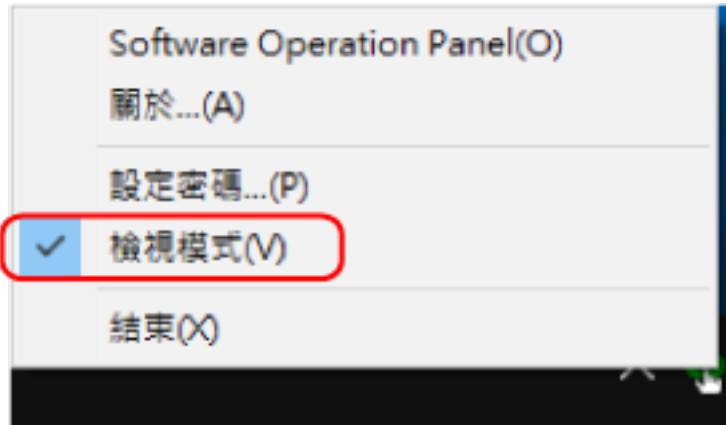 Software Operation Panel(O)
關於...(A)
設定密碼...(P)
檢視模式(V)
結束(X)